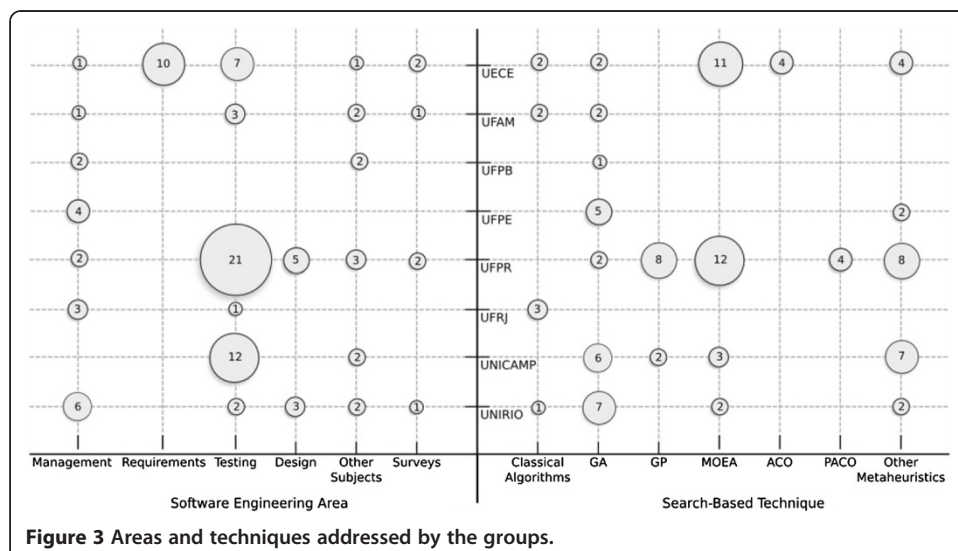 1 10 7 1 2 UECE 2 2 11 4 4
1 3 2 1 UFAM 2 2
2 2 UFPB 1
4 UFPE 5 2
2 21 5 3 2 UFPR 2 8 12 4 8
3 1 UFRJ 3
12 2 UNICAMP 6 2 3 7
6 2 3 2 1 UNIRIO 1 7 2 2
Management Requirements Testing Design Other Surveys Classical GA GP MOEA ACO PACO Other
Subjects Algorithms Metaheuristics
Software Engineering Area Search-Based Technique
Figure 3 Areas and techniques addressed by the groups.